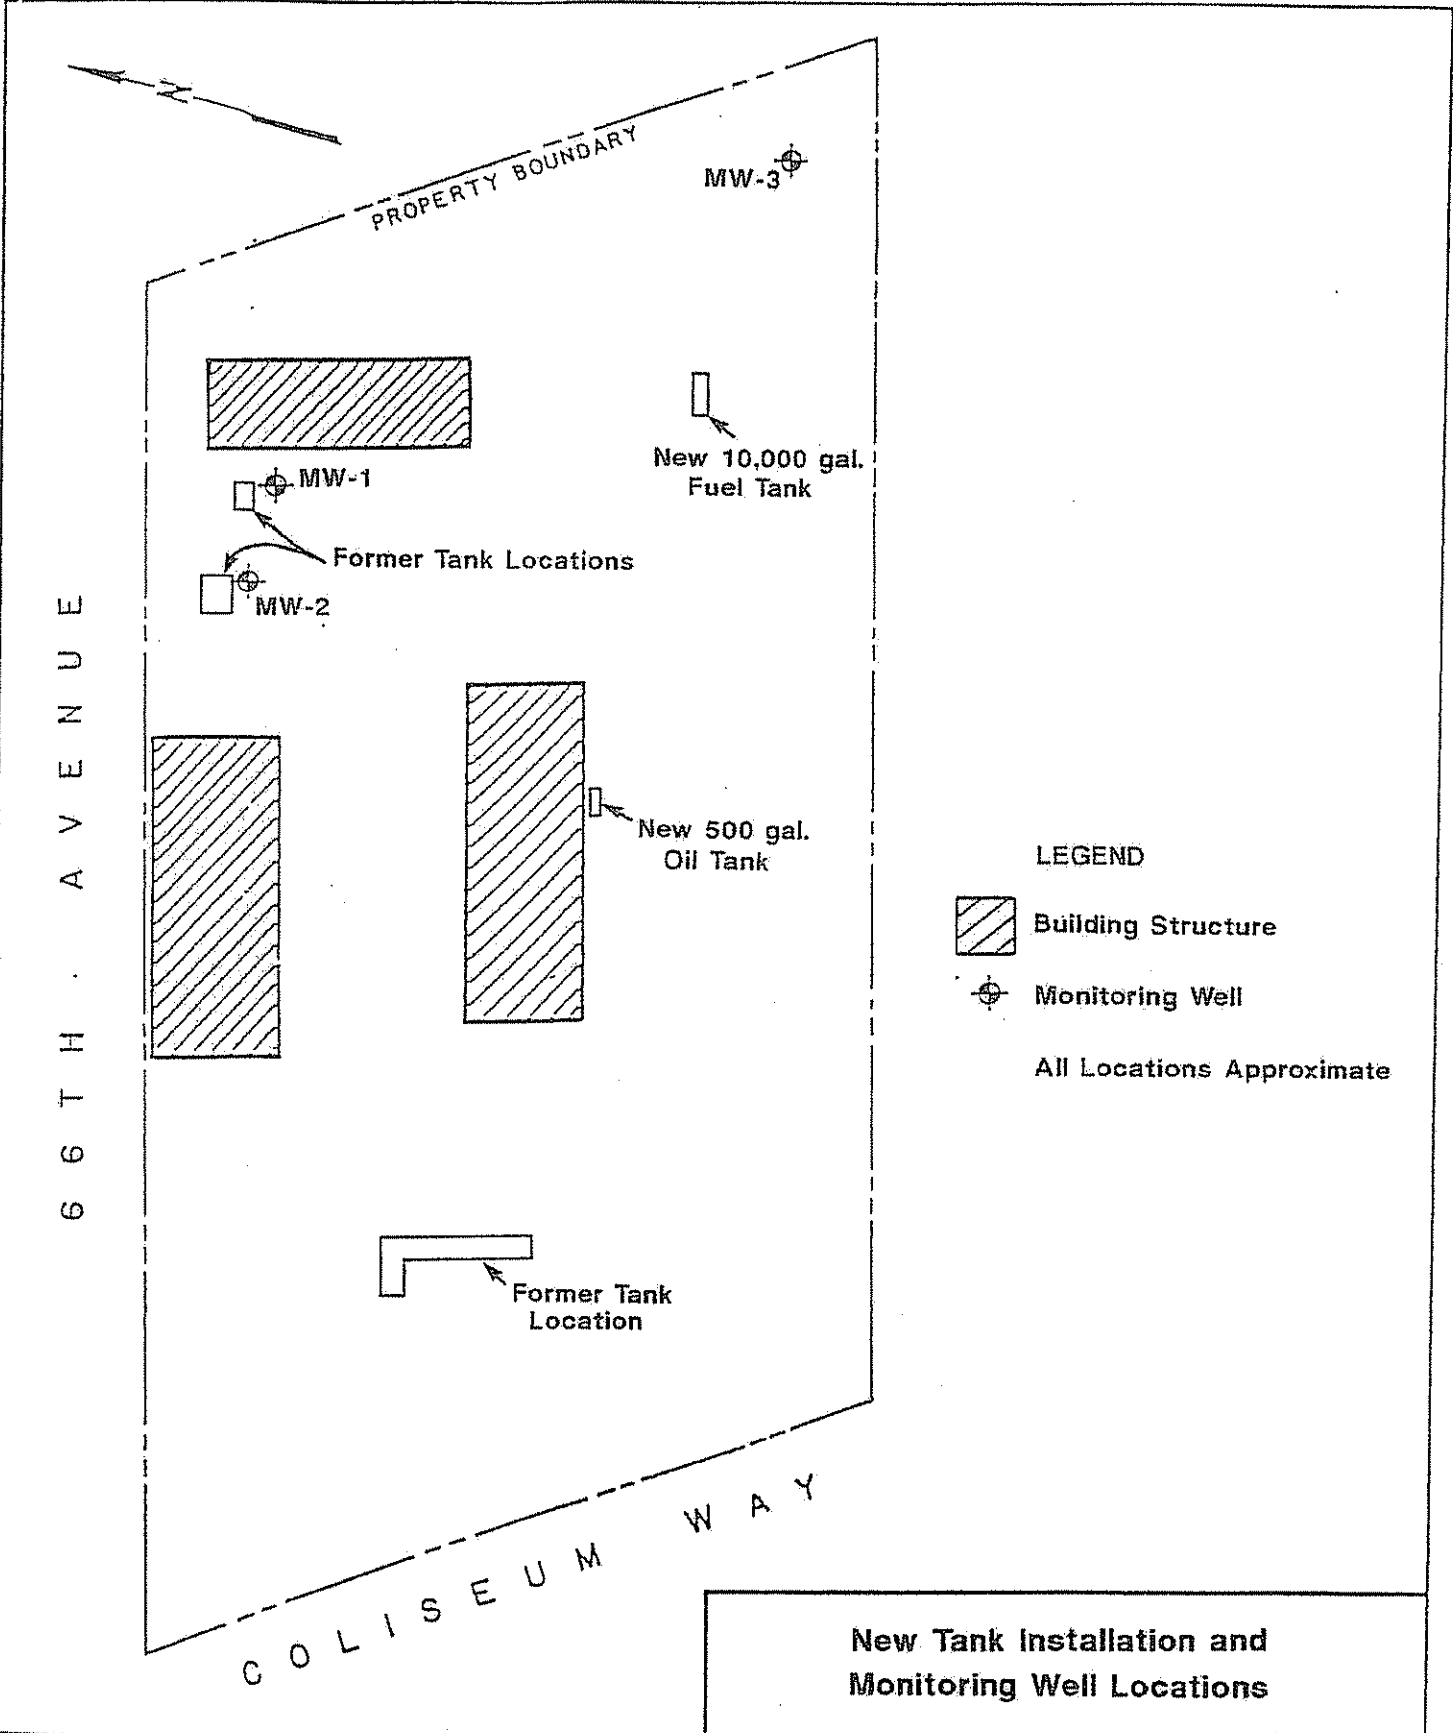 N
PROPERTY BOUNDARY
MW-3
New 10,000 gal.
Fuel Tank
MW-1
Former Tank Locations
MW-2
66TH. AVENUE
New 500 gal.
Oil Tank
LEGEND
Building Structure
Monitoring Well
All Locations Approximate
Former Tank
Location
COLISEUM WAY
New Tank Installation and
Monitoring Well Locations